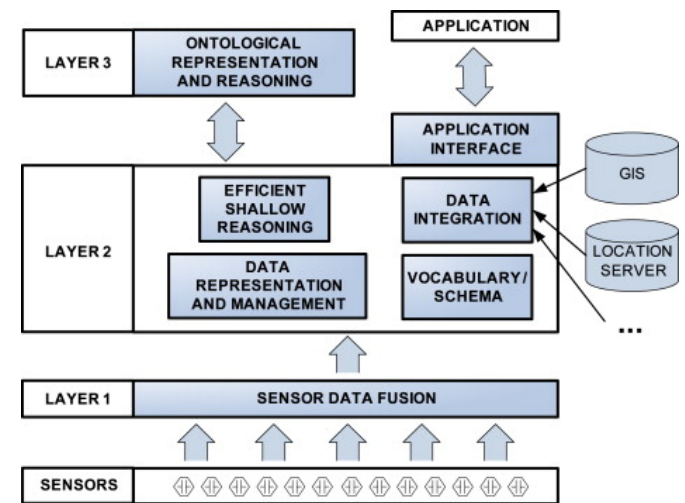 LAYER 3
ONTOLOGICAL
REPRESENTATION
AND REASONING
APPLICATION
APPLICATION
INTERFACE
LAYER 2
EFFICIENT
SHALLOW
REASONING
DATA
INTEGRATION
DATA
REPRESENTATION
AND MANAGEMENT
VOCABULARY/
SCHEMA
GIS
LOCATION
SERVER
...
LAYER 1
SENSOR DATA FUSION
SENSORS